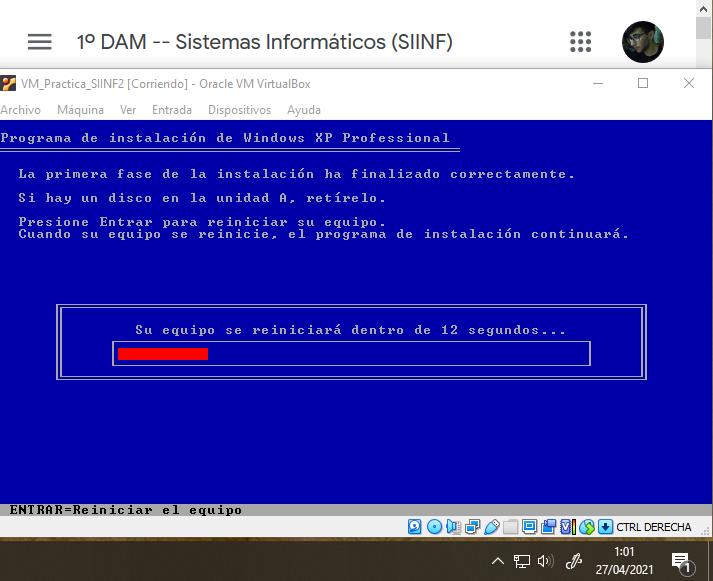 1º DAM -- Sistemas Informáticos (SIINF)
VM_Practica_SIINF2 [Corriendo] - Oracle VM VirtualBox
Archivo Máquina Ver Entrada Dispositivos Ayuda
Programa de instalación de Windows XP Professional
La primera fase de la instalación ha finalizado correctamente.
Si hay un disco en la unidad A, retírelo.
Presione Entrar para reiniciar su equipo.
Cuando su equipo se reinicie, el programa de instalación continuará.
Su equipo se reiniciará dentro de 12 segundos...
ENTRAR=Reiniciar el equipo
CTRL DERECHA
1:01
27/04/2021
1